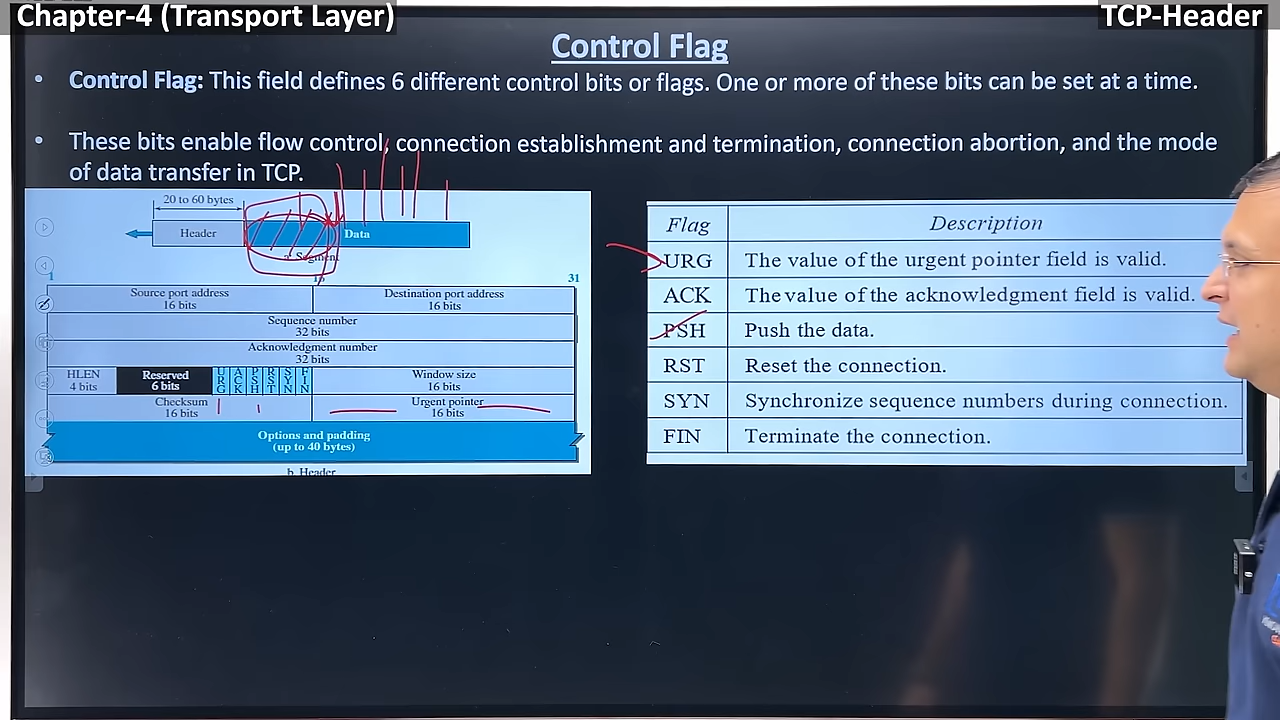 Chapter-4 (Transport Layer)
TCP-Header
Control Flag
• Control Flag: This field defines 6 different control bits or flags. One or more of these bits can be set at a time.
• These bits enable flow control, connection establishment and termination, connection abortion, and the mode
of data transfer in TCP.
20 to 60 bytes
Header
Data
a. Segment
1
16
31
Source port address
16 bits
Destination port address
16 bits
Sequence number
32 bits
Acknowledgment number
32 bits
HLEN
4 bits
Reserved
6 bits
URG
ACK
PSH
RST
SYN
FIN
Window size
16 bits
Checksum
16 bits
Urgent pointer
16 bits
Options and padding
(up to 40 bytes)
b. Header
Flag Description
URG The value of the urgent pointer field is valid.
ACK The value of the acknowledgment field is valid.
PSH Push the data.
RST Reset the connection.
SYN Synchronize sequence numbers during connection.
FIN Terminate the connection.